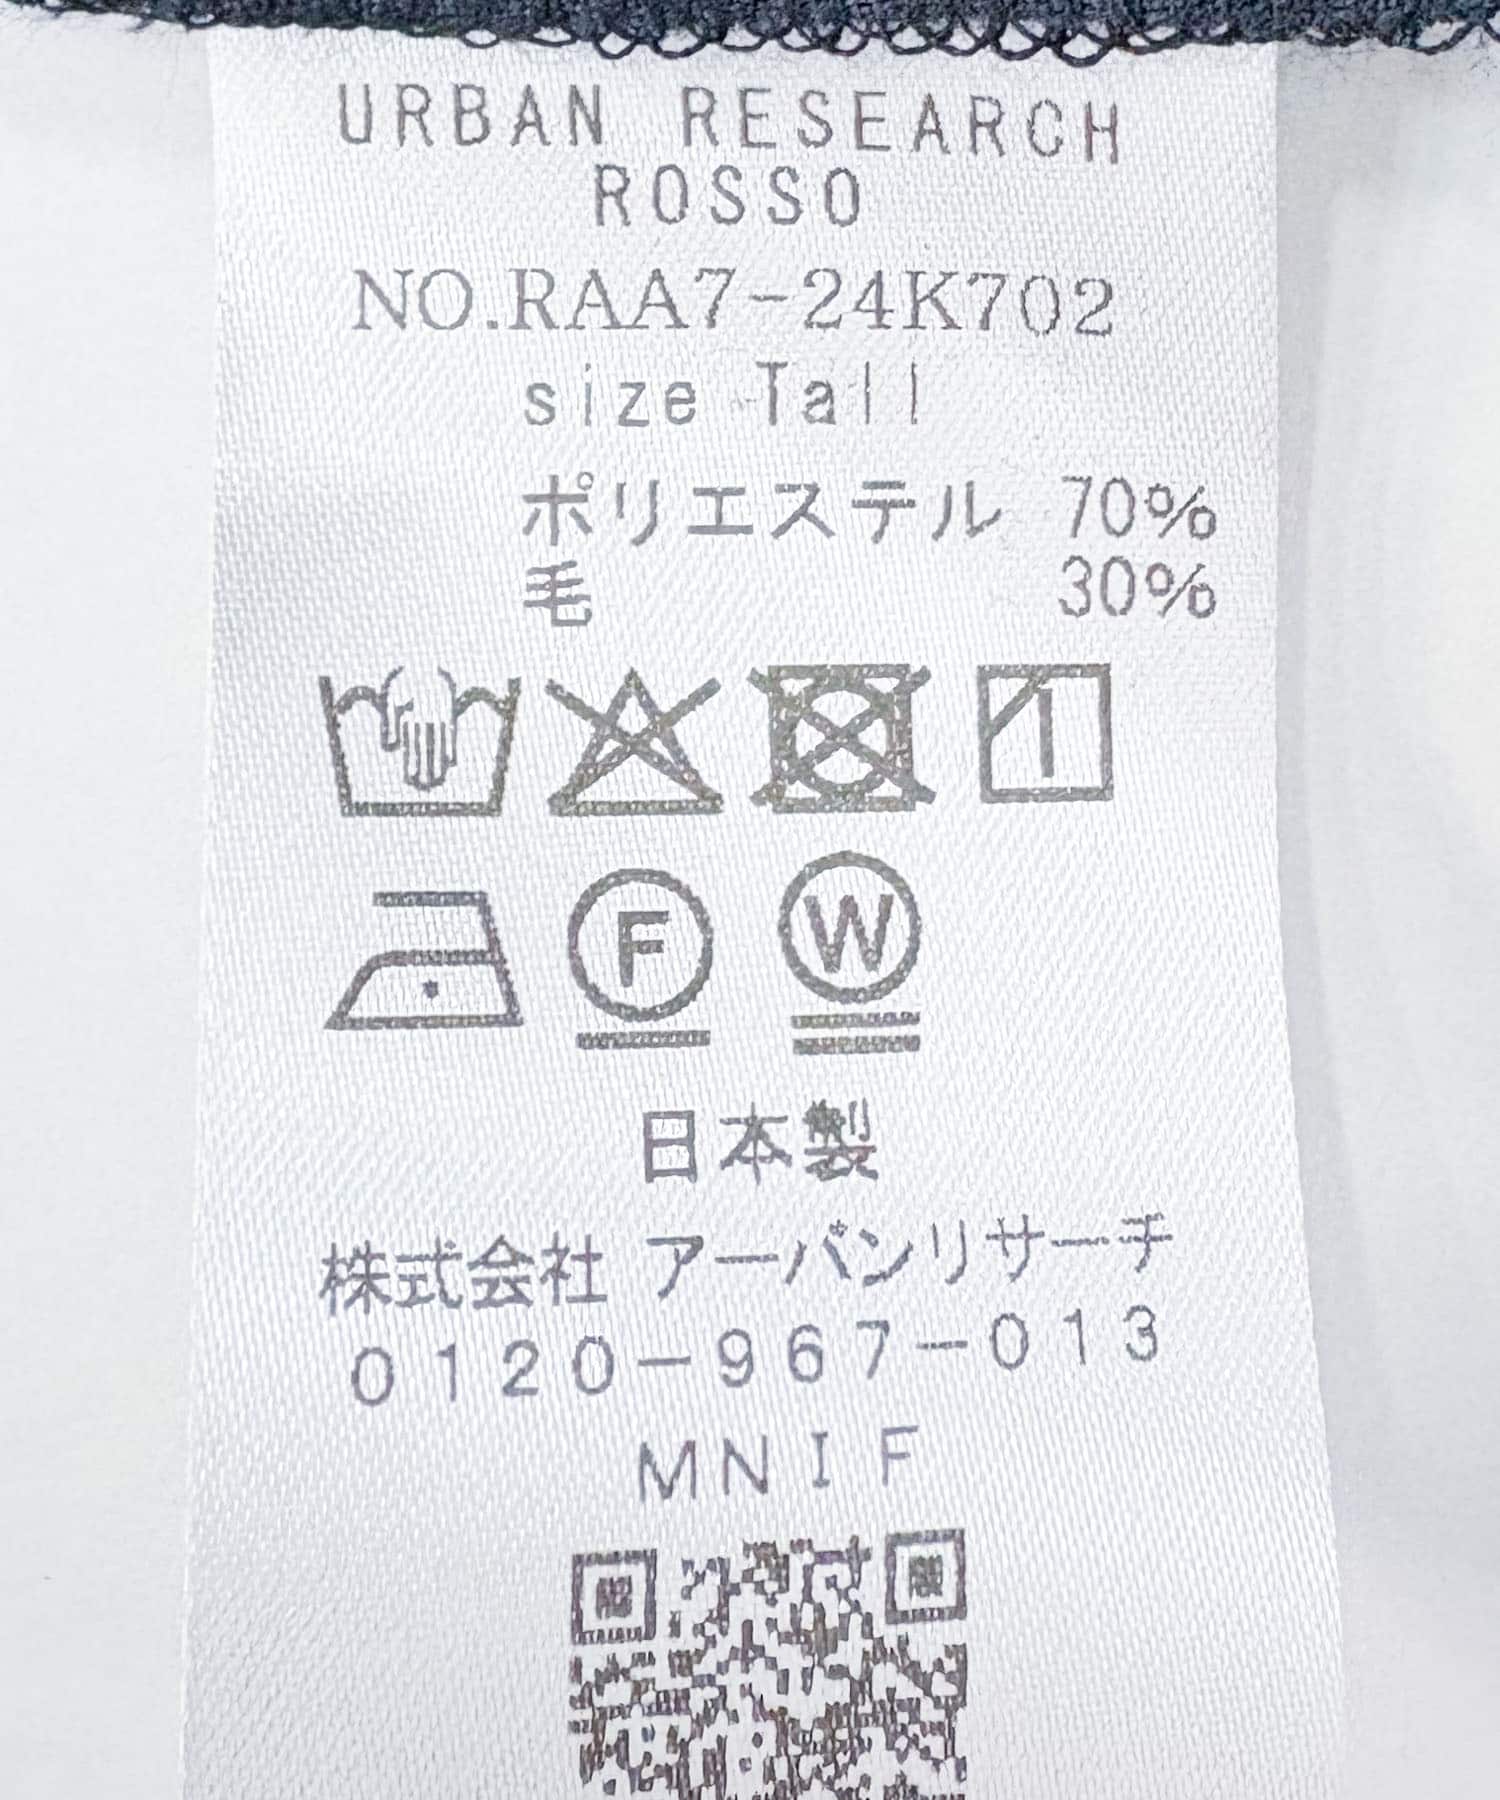 URBAN RESEARCH
ROSSO
NO.RAA7-24K702
size Tall
ポリエステル 70%
毛 30%
F W
日本製
株式会社 アーバンリサーチ
0120-967-013
MNIF